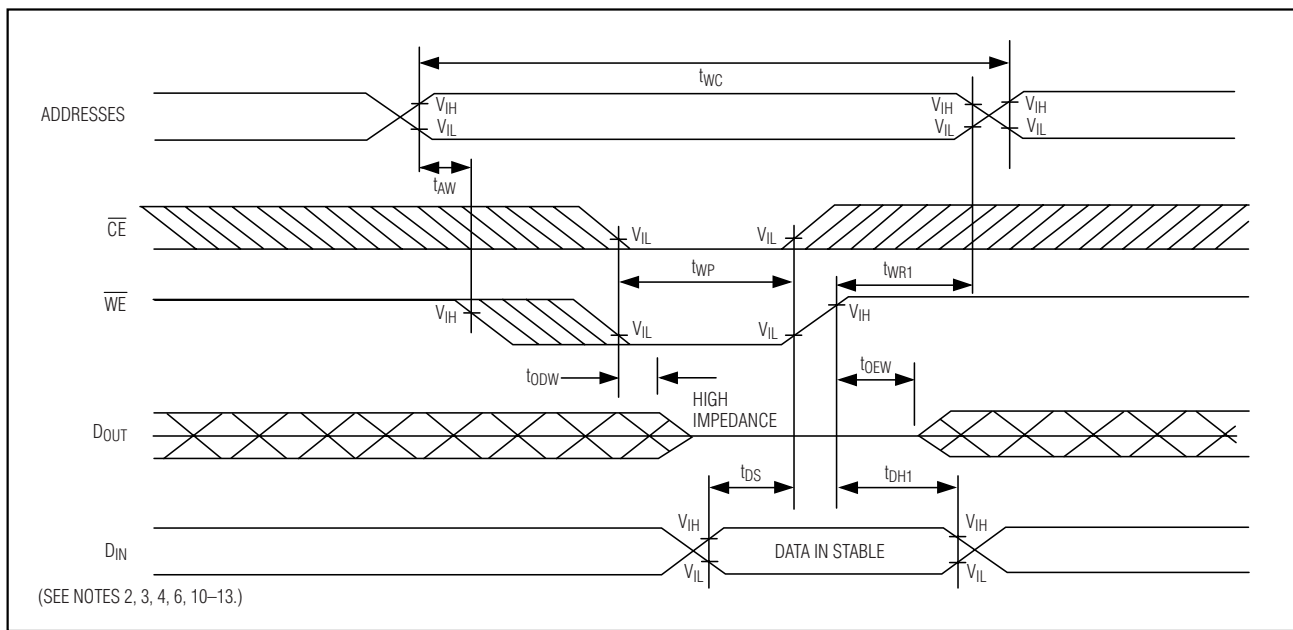 tWC
ADDRESSES
VIH
VIL
VIH
VIL
VIH
VIL
tAW
CE
VIL
VIL
tWP
tWR1
WE
VIH
VIL
VIL
VIH
tODW
tOEW
HIGH
IMPEDANCE
DOUT
tDS
tDH1
DIN
VIH
VIL
DATA IN STABLE
VIH
VIL
(SEE NOTES 2, 3, 4, 6, 10–13.)